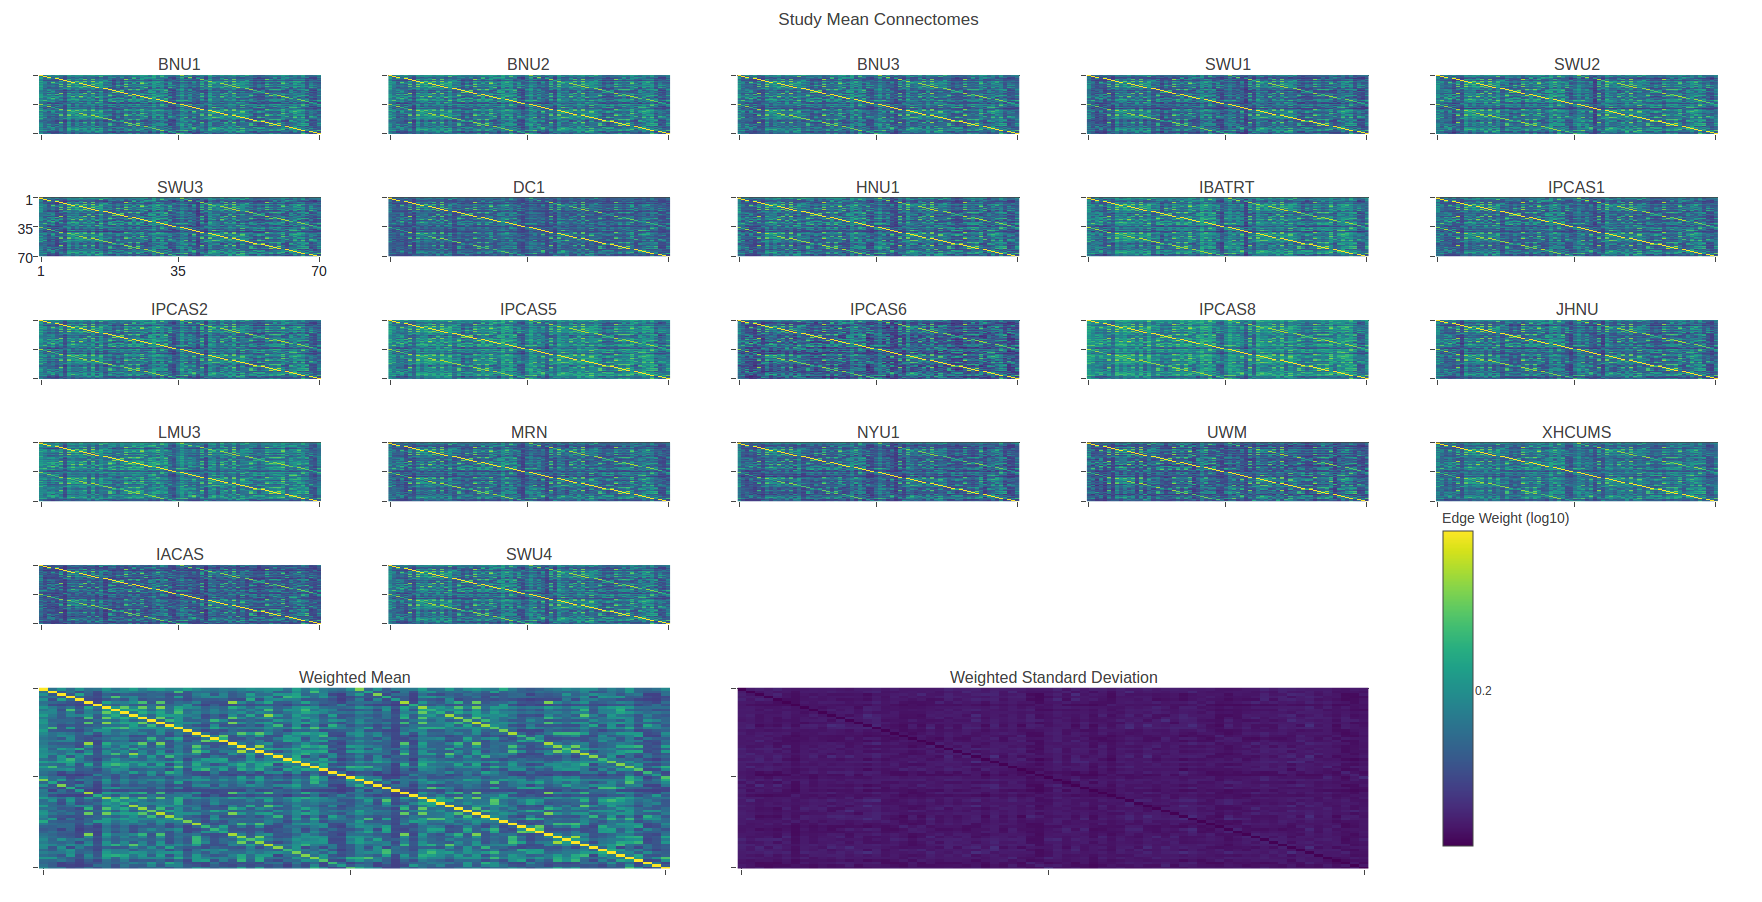 Study Mean Connectomes
BNU1 BNU2 BNU3 SWU1 SWU2
SWU3 DC1 HNU1 IBATRT IPCAS1
1
35
70
1 35 70
IPCAS2 IPCAS5 IPCAS6 IPCAS8 JHNU
LMU3 MRN NYU1 UWM XHCUMS
Edge Weight (log10)
IACAS SWU4
Weighted Mean Weighted Standard Deviation
0.2